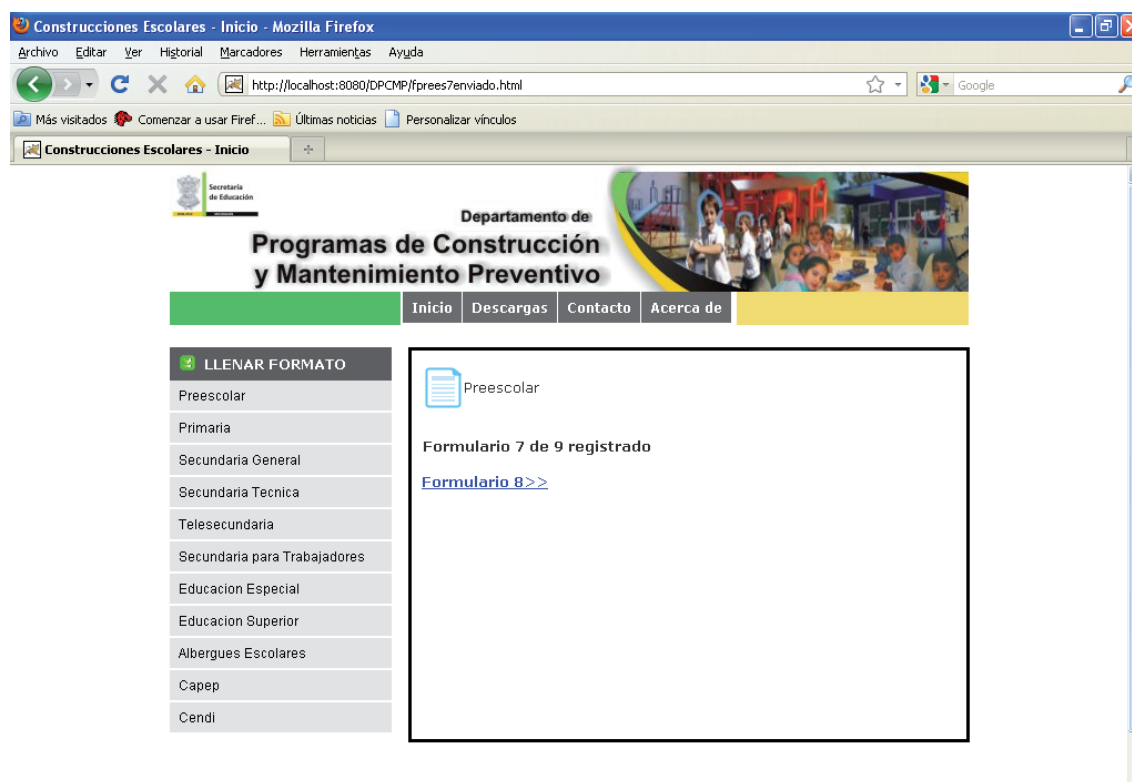 Construcciones Escolares - Inicio - Mozilla Firefox
Archivo Editar Ver Historial Marcadores Herramientas Ayuda
http://localhost:8080/DPCMP/fprees7enviado.html Google
Más visitados Comenzar a usar Firef... Últimas noticias Personalizar vínculos
Construcciones Escolares - Inicio
Secretaría
de Educación
Departamento de
Programas de Construcción
y Mantenimiento Preventivo
Inicio Descargas Contacto Acerca de
LLENAR FORMATO
Preescolar
Primaria
Secundaria General
Secundaria Tecnica
Telesecundaria
Secundaria para Trabajadores
Educacion Especial
Educacion Superior
Albergues Escolares
Capep
Cendi
Preescolar
Formulario 7 de 9 registrado
Formulario 8>>